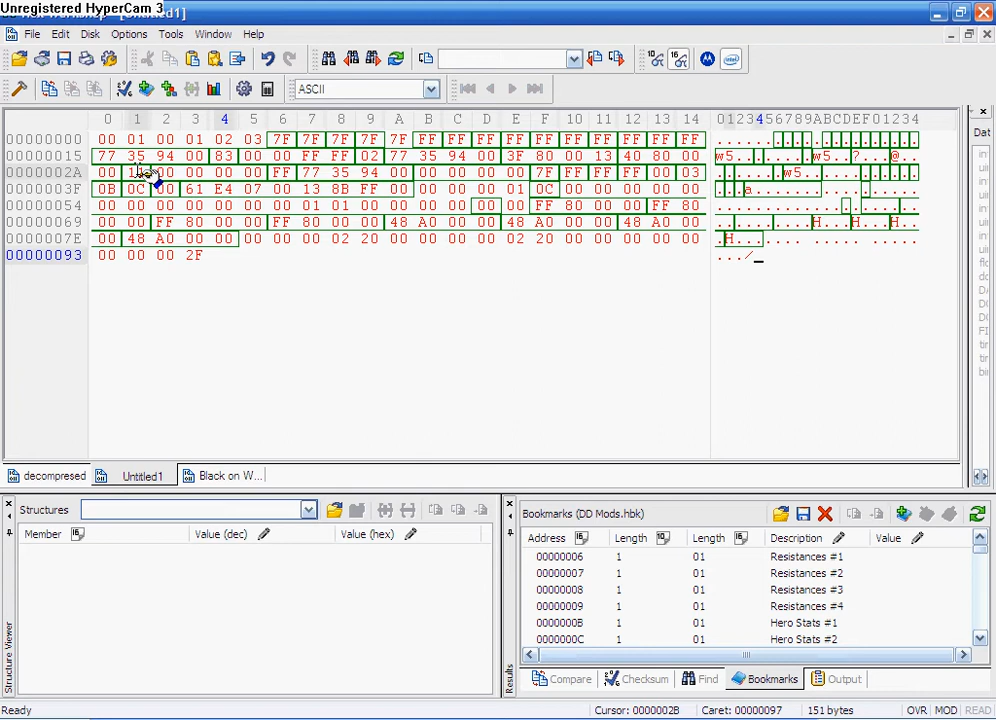 Unregistered HyperCam 3
File Edit Disk Options Tools Window Help
ASCII
0 1 2 3 4 5 6 7 8 9 A B C D E F 10 11 12 13 14 0123456789ABCDEF01234
00000000 00 01 00 01 02 03 7F 7F 7F 7F 7F FF FF FF FF FF FF FF FF FF FF
00000015 77 35 94 00 83 00 00 FF FF 02 77 35 94 00 3F 80 00 13 40 80 00
0000002A 00 00 00 00 00 FF 77 35 94 00 00 00 00 00 7F FF FF FF 00 03
0000003F 0B 0C 00 61 E4 07 00 13 8B FF 00 00 00 00 01 0C 00 00 00 00 00
00000054 00 00 00 00 00 00 00 01 01 00 00 00 00 00 00 FF 80 00 00 FF 80
00000069 00 00 FF 80 00 00 FF 80 00 00 48 A0 00 00 48 A0 00 00 48 A0 00
0000007E 00 48 A0 00 00 00 00 00 02 20 00 00 00 00 02 20 00 00 00 00 00
00000093 00 00 00 2F
decompresed Untitled1 Black on W...
Structures
Member Value (dec) Value (hex)
Structure Viewer
Bookmarks (DD Mods.hbk)
Address Length Length Description Value
00000006 1 01 Resistances #1
00000007 1 01 Resistances #2
00000008 1 01 Resistances #3
00000009 1 01 Resistances #4
0000000B 1 01 Hero Stats #1
0000000C 1 01 Hero Stats #2
Results
Compare Checksum Find Bookmarks Output
Ready Cursor: 0000002B Caret: 00000097 151 bytes OVR MOD READ